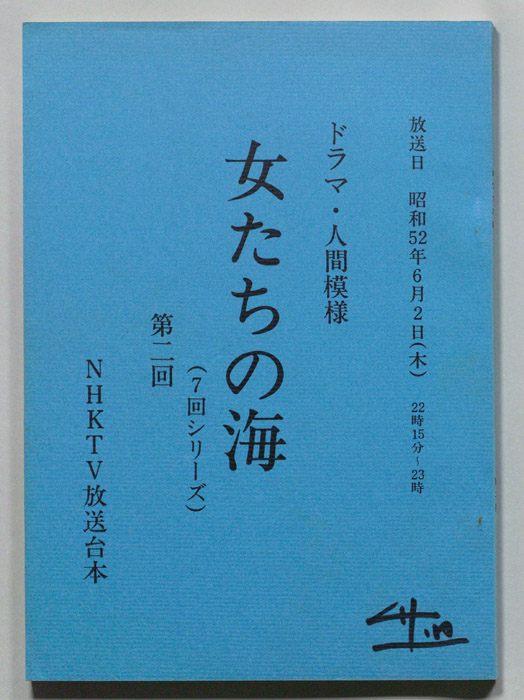 放送日　昭和52年6月2日(木)　22時15分～23時
ドラマ・人間模様
女たちの海
(7回シリーズ)
第二回
NHKTV放送台本